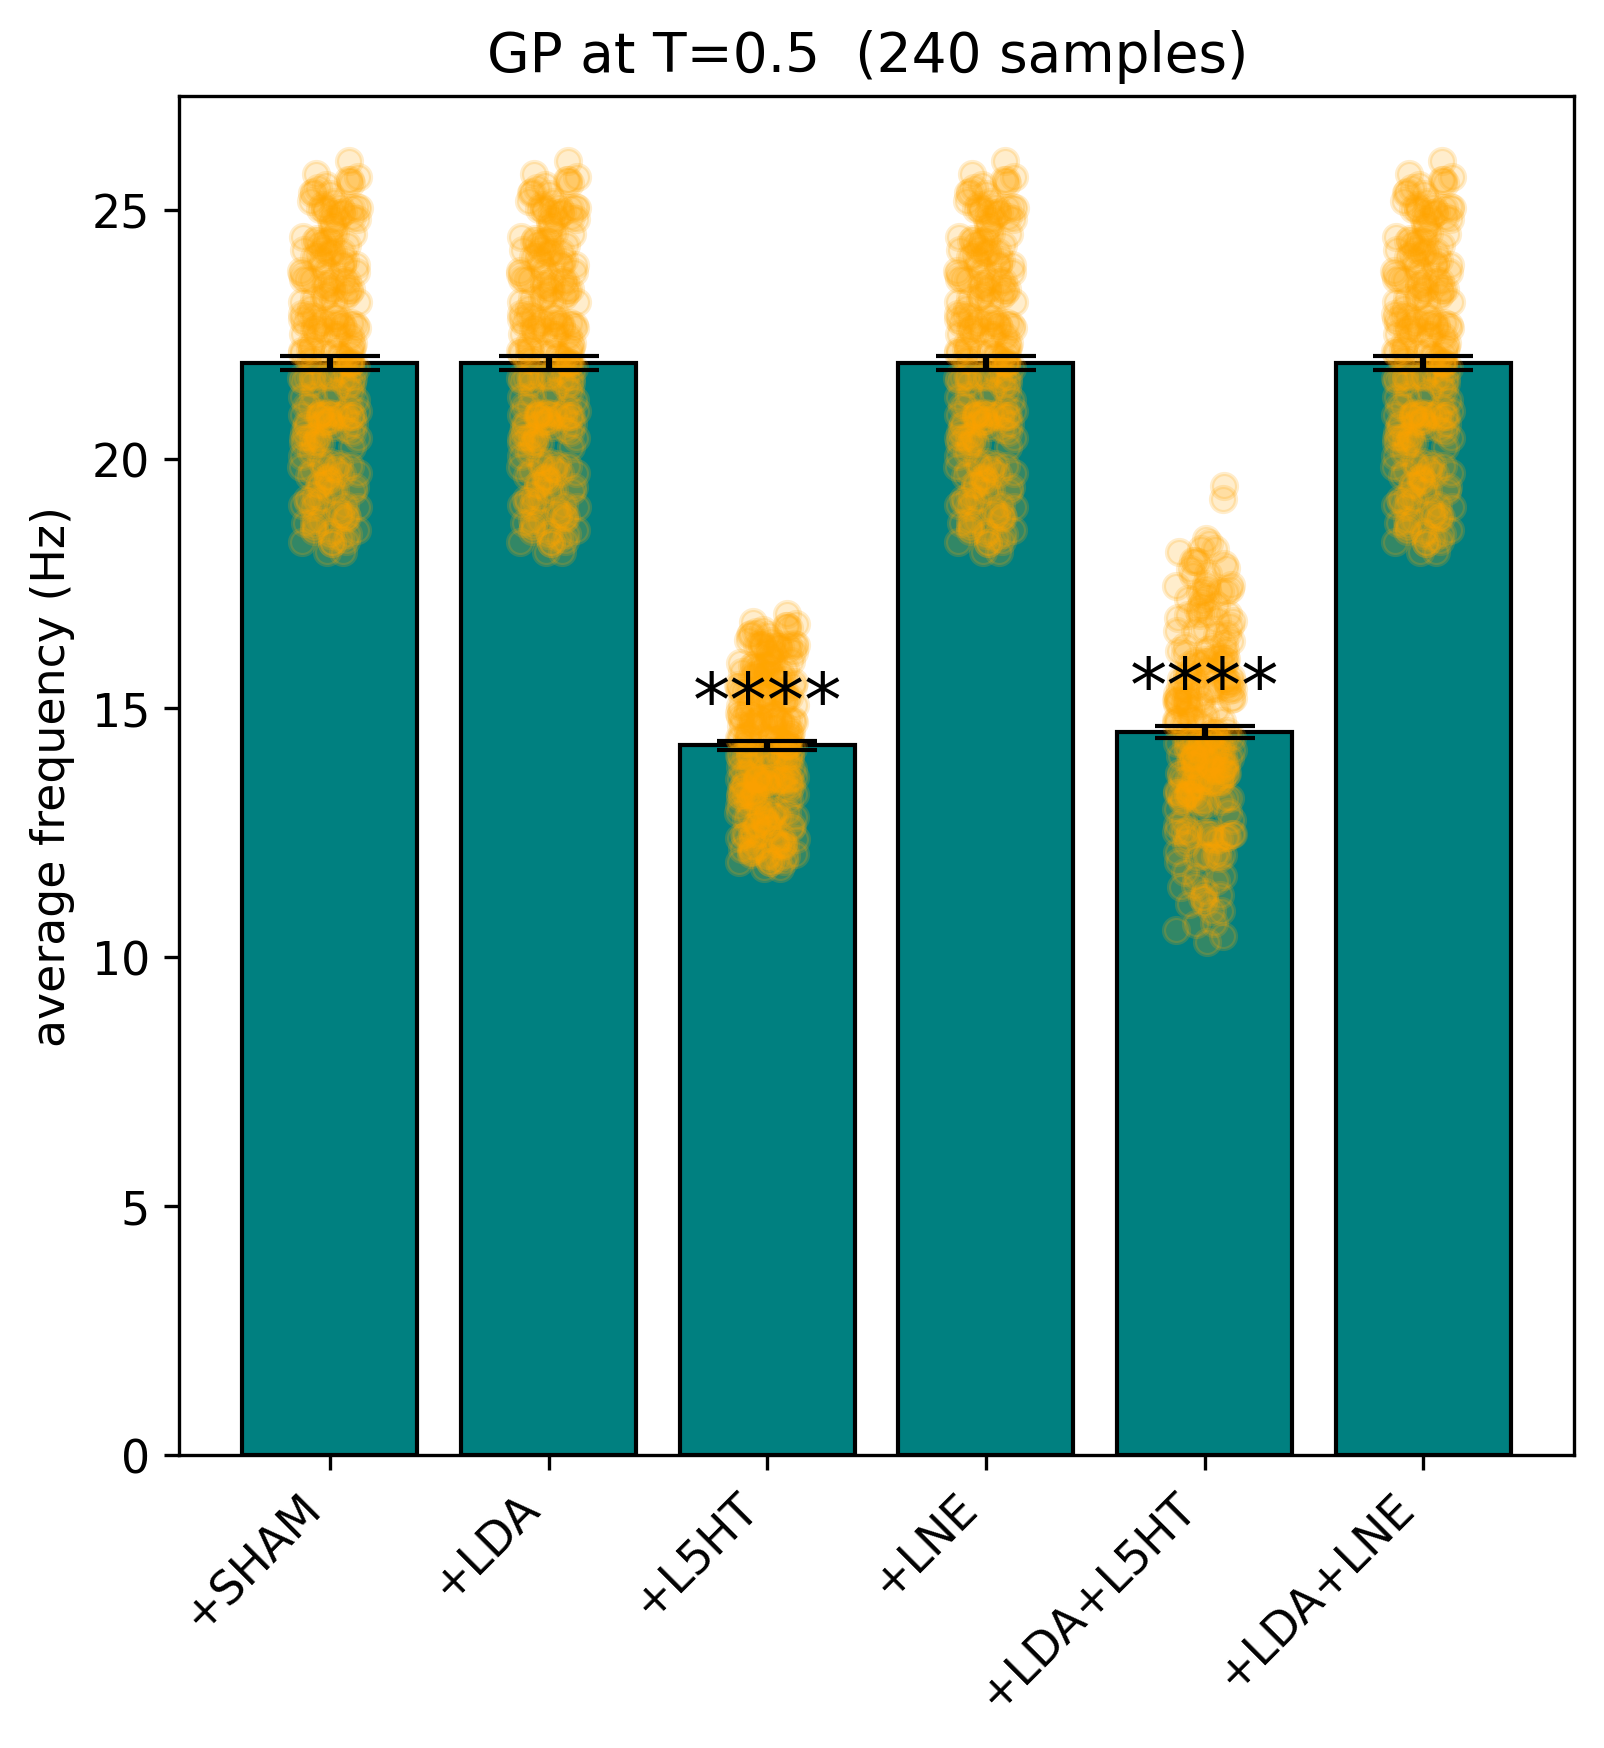 GP at T=0.5  (240 samples)
average frequency (Hz)
25
20
15
10
5
0
****
****
+SHAM
+LDA
+L5HT
+LNE
+LDA+L5HT
+LDA+LNE